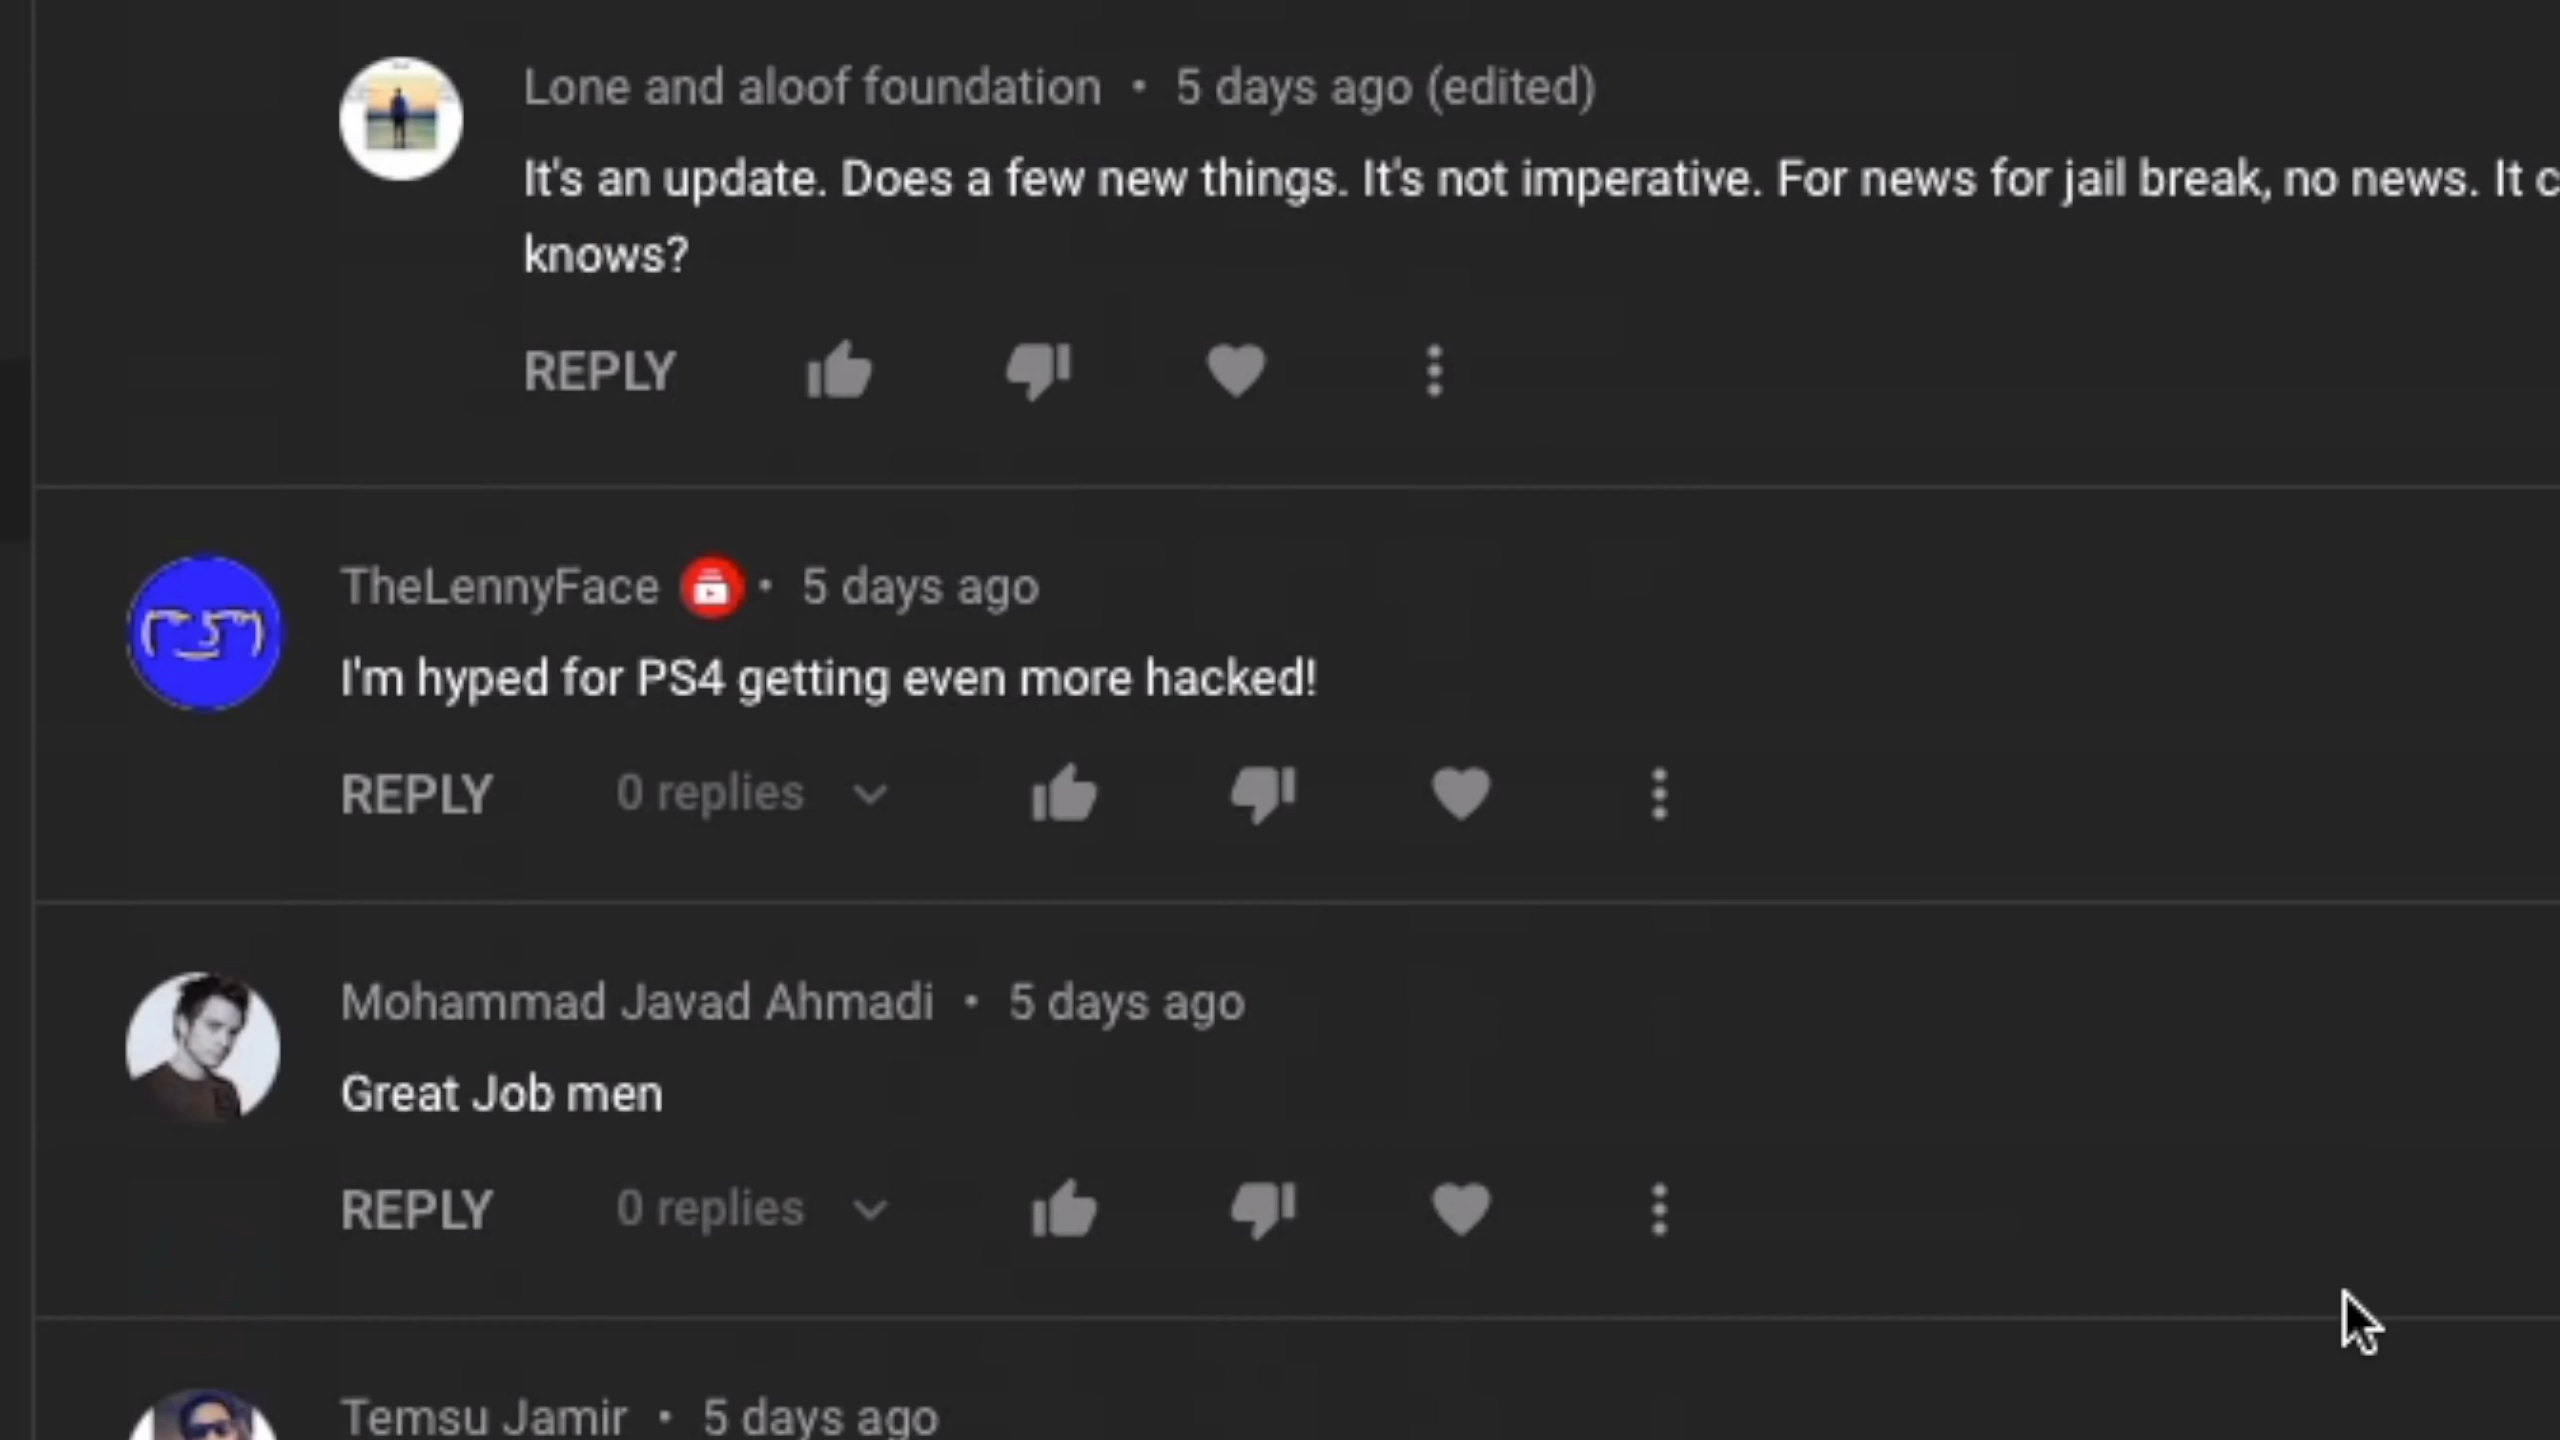 Lone and aloof foundation • 5 days ago (edited)
It's an update. Does a few new things. It's not imperative. For news for jail break, no news. It
knows?
REPLY
TheLennyFace • 5 days ago
I'm hyped for PS4 getting even more hacked!
REPLY 0 replies
Mohammad Javad Ahmadi • 5 days ago
Great Job men
REPLY 0 replies
Temsu Jamir • 5 days ago